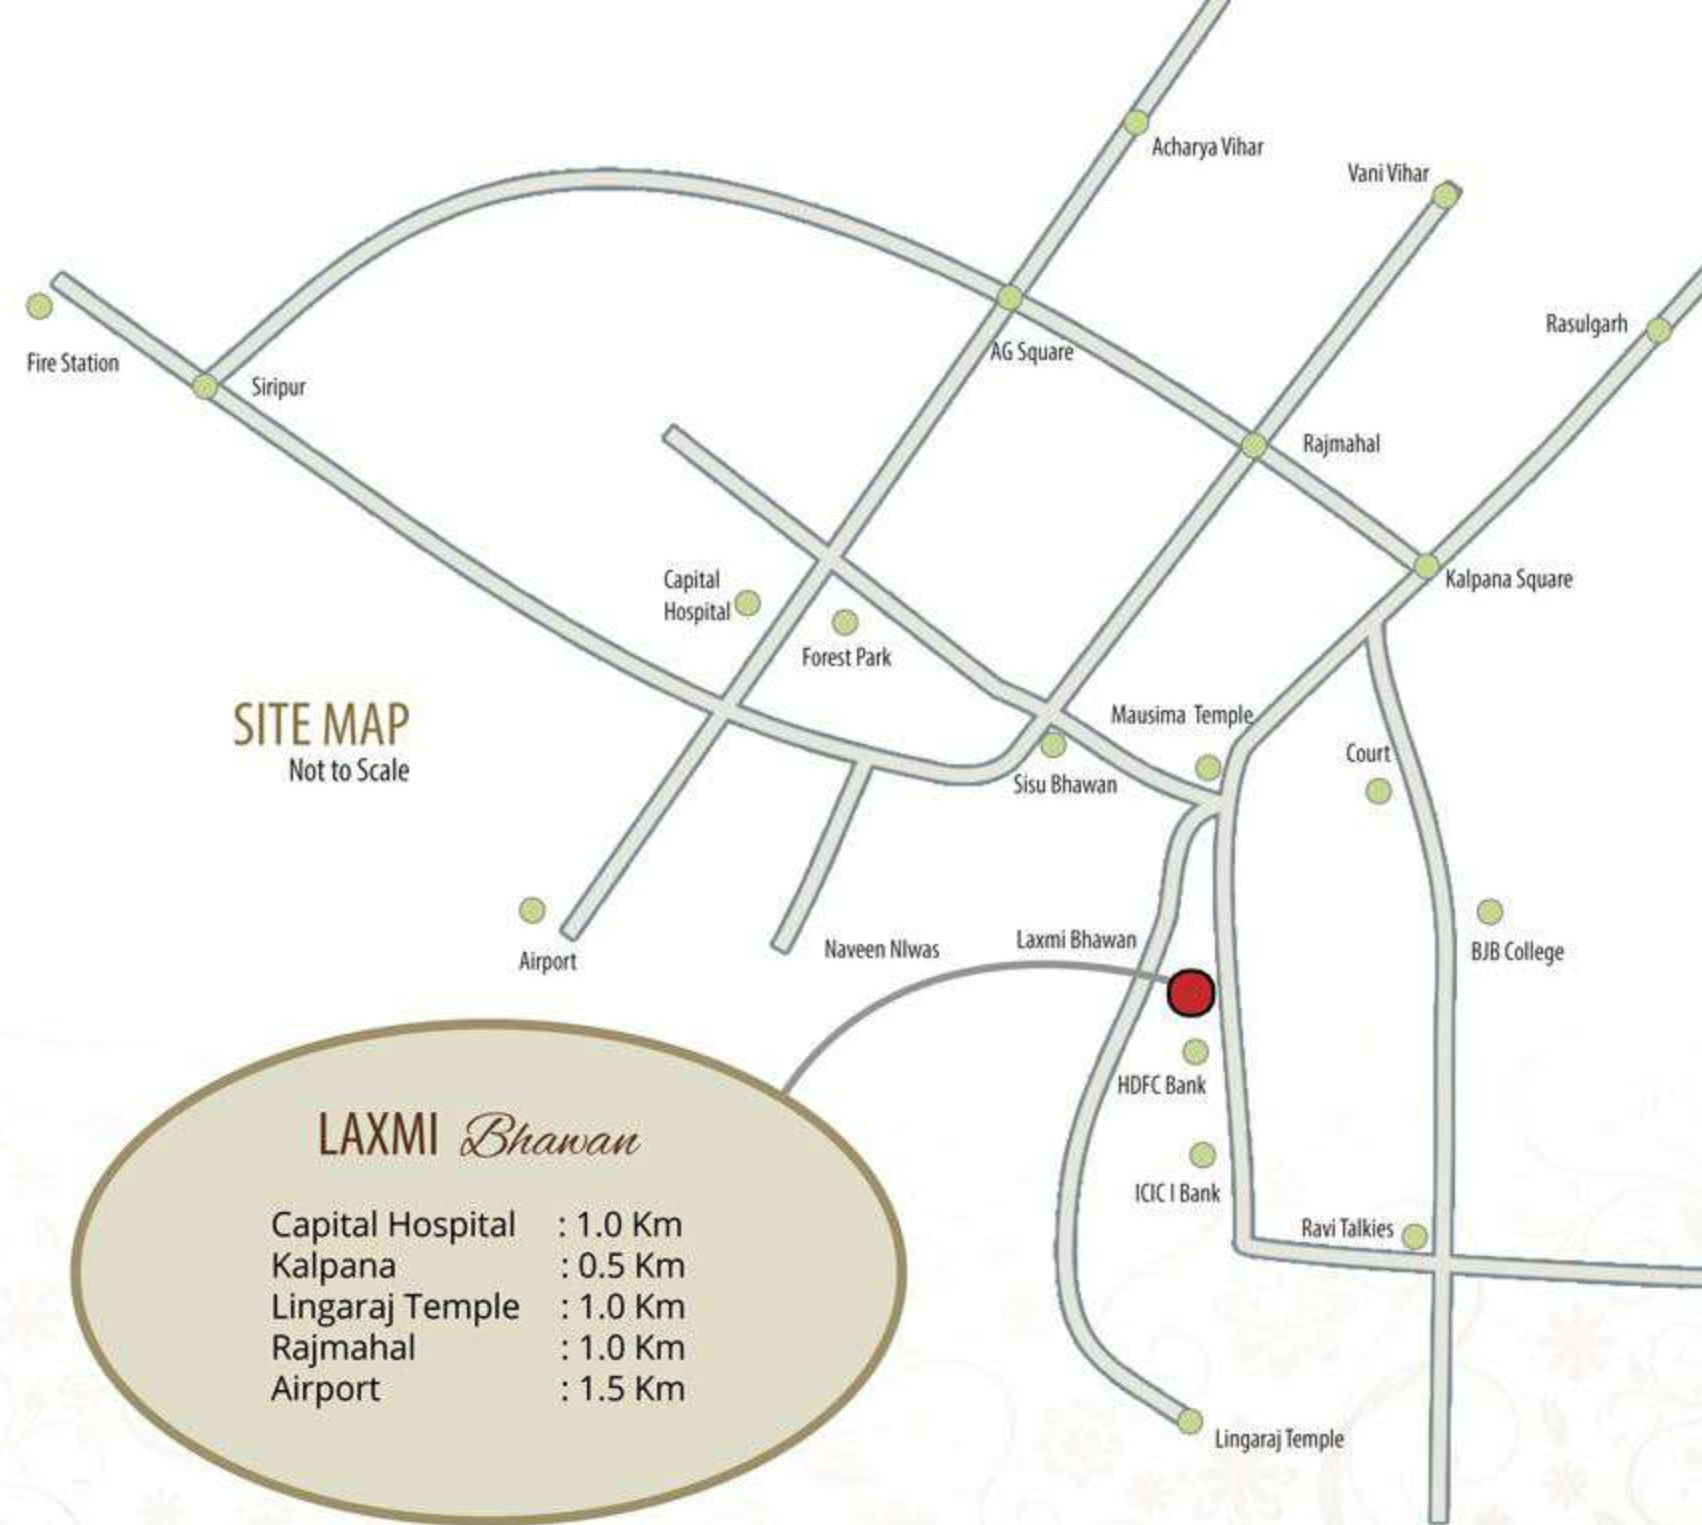 Acharya Vihar
Vani Vihar
Rasulgarh
AG Square
Fire Station
Siripur
Rajmahal
Kalpana Square
Capital
Hospital
Forest Park
SITE MAP
Not to Scale
Mausima Temple
Court
Sisu Bhawan
Airport
Naveen NIwas
Laxmi Bhawan
BJB College
HDFC Bank
ICIC I Bank
Ravi Talkies
Lingaraj Temple
LAXMI Bhawan
Capital Hospital : 1.0 Km
Kalpana : 0.5 Km
Lingaraj Temple : 1.0 Km
Rajmahal : 1.0 Km
Airport : 1.5 Km